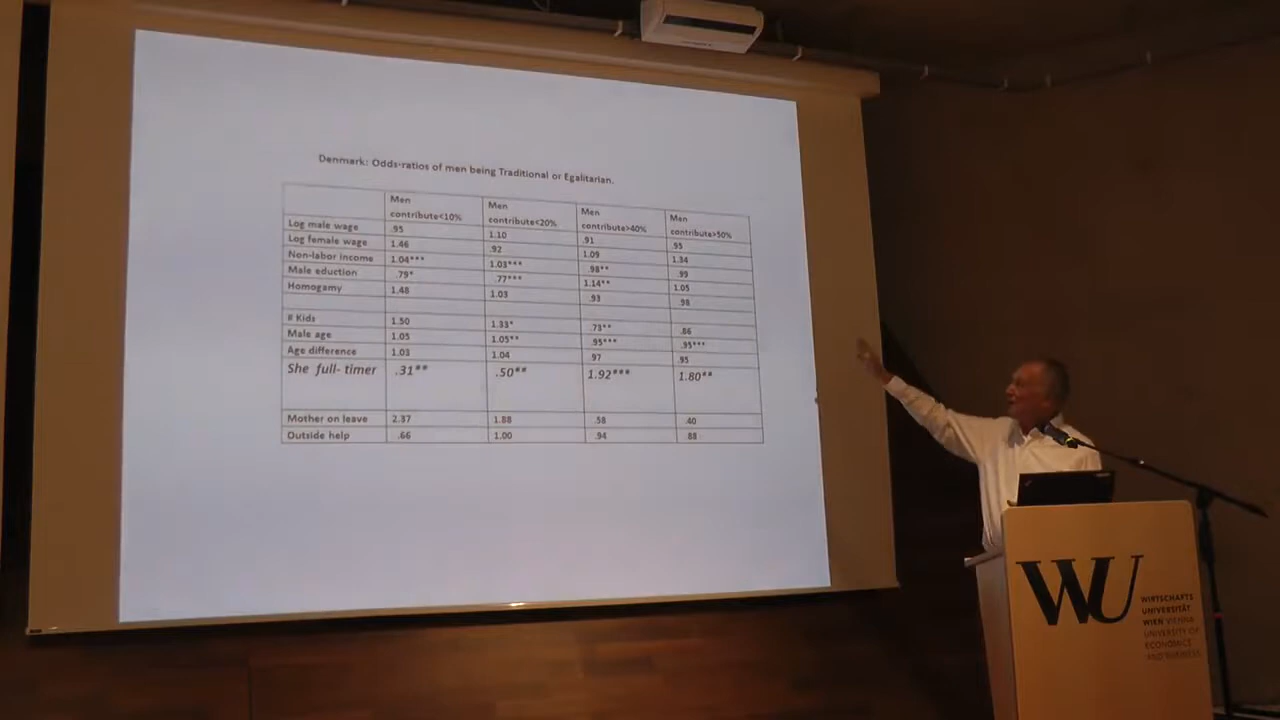 Denmark: Odds-ratios of men being Traditional or Egalitarian.
Men contribute<10% Men contribute<20% Men contribute>40% Men contribute>50%
Log male wage .95 1.10 .91 .95
Log female wage 1.46 .92 1.09 1.34
Non-labor income 1.04*** 1.03*** .98** .99
Male eduction .79* .77*** 1.14** 1.05
Homogamy 1.48 1.03 .93 .98
# Kids 1.50 1.33* .73** .86
Male age 1.05 1.05** .95*** .95***
Age difference 1.03 1.04 .97 .95
She full- timer .31** .50** 1.92*** 1.80**
Mother on leave 2.37 1.88 .58 .40
Outside help .66 1.00 .94 .88
WU
WIRTSCHAFTS
UNIVERSITÄT
WIEN VIENNA
UNIVERSITY OF
ECONOMICS
AND BUSINESS